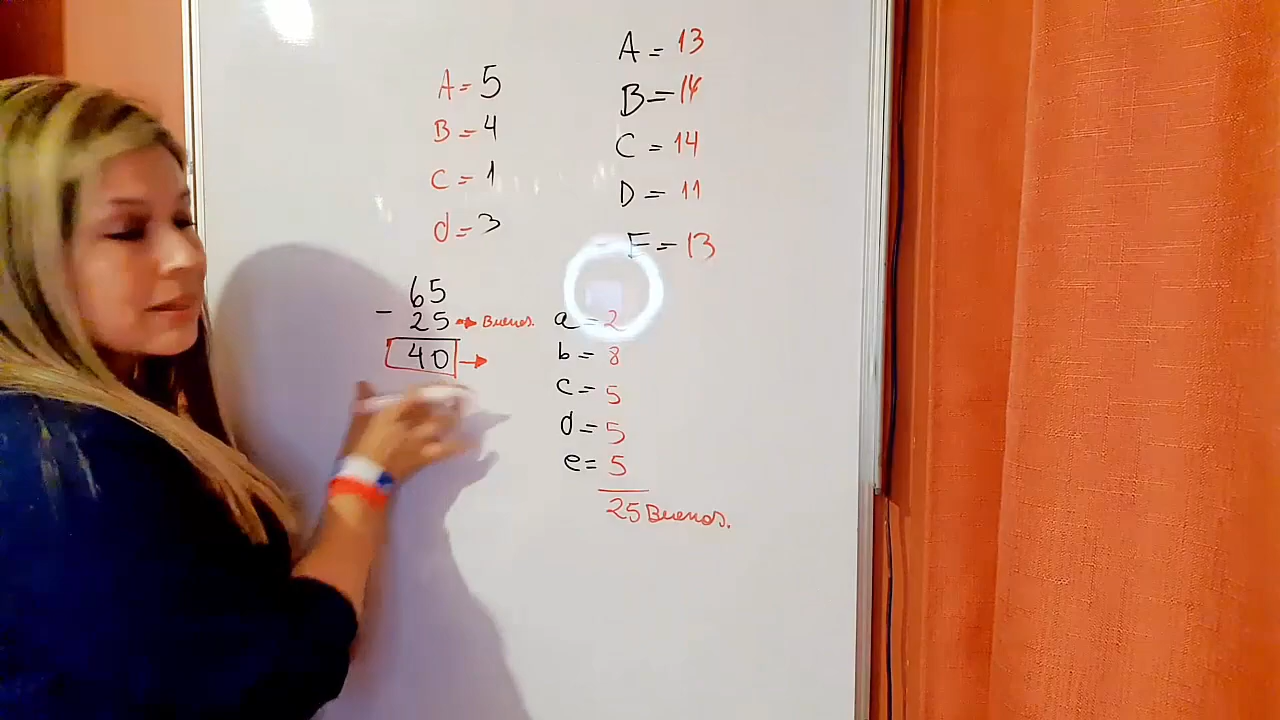 A = 5
B = 4
C = 1
d = 3
A = 13
B = 14
C = 14
D = 11
E = 13
65
- 25 → Buenos.
40 →
a = 2
b = 8
c = 5
d = 5
e = 5
25 Buenos.